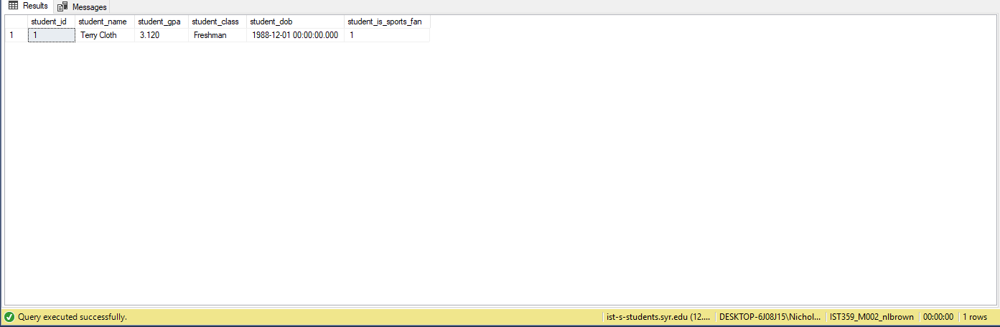 Results Messages
student_id student_name student_gpa student_class student_dob student_is_sports_fan
1 1 Terry Cloth 3.120 Freshman 1988-12-01 00:00:00.000 1
Query executed successfully. ist-s-students.syr.edu (12.... DESKTOP-6J08J15\Nichol... IST359_M002_nlbrown 00:00:00 1 rows